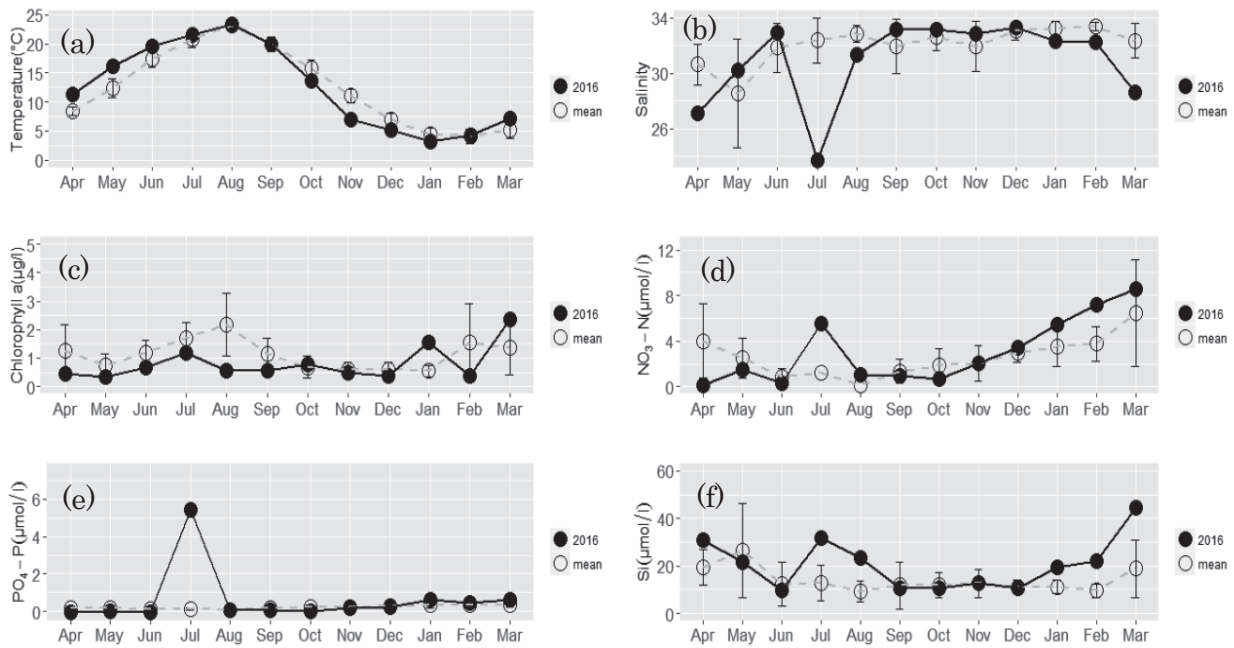 (a)
Temperature(°C)
25
20
15
10
5
0
Apr May Jun Jul Aug Sep Oct Nov Dec Jan Feb Mar
2016
mean
(b)
Salinity
34
30
26
Apr May Jun Jul Aug Sep Oct Nov Dec Jan Feb Mar
2016
mean
(c)
Chlorophyll a(μg/l)
5
4
3
2
1
0
Apr May Jun Jul Aug Sep Oct Nov Dec Jan Feb Mar
2016
mean
(d)
NO₃ − N(μmol/l)
12
8
4
0
Apr May Jun Jul Aug Sep Oct Nov Dec Jan Feb Mar
2016
mean
(e)
PO₄ − P(μmol/l)
6
4
2
0
Apr May Jun Jul Aug Sep Oct Nov Dec Jan Feb Mar
2016
mean
(f)
Si(μmol/l)
60
40
20
0
Apr May Jun Jul Aug Sep Oct Nov Dec Jan Feb Mar
2016
mean